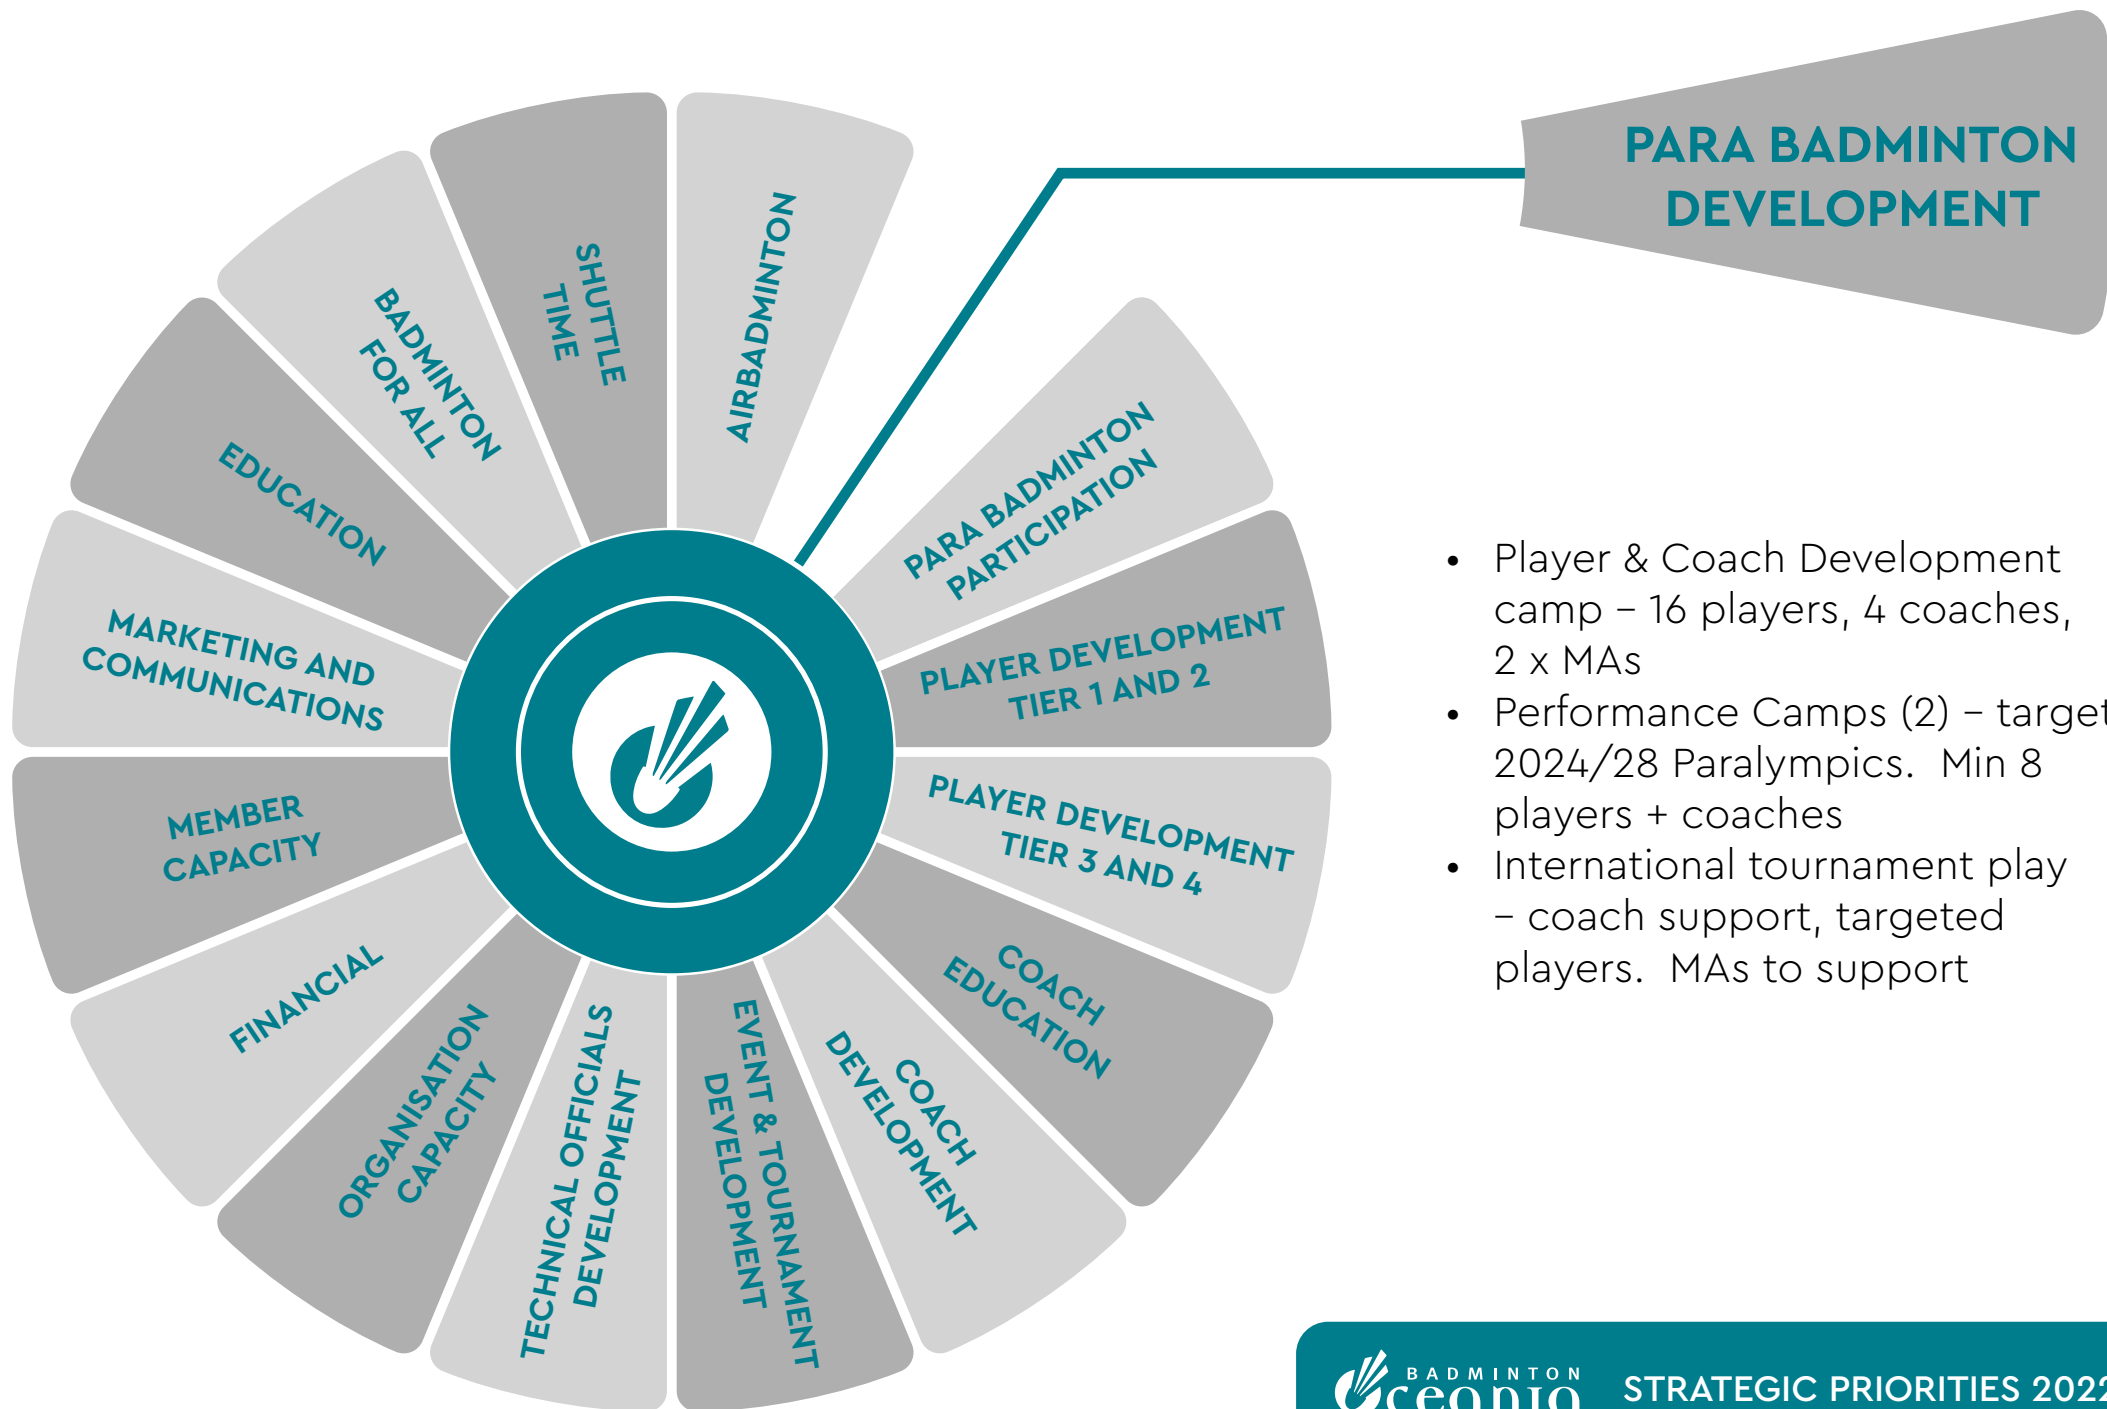 PARA BADMINTON
DEVELOPMENT
SHUTTLE
TIME
AIRBADMINTON
BADMINTON
FOR ALL
EDUCATION
MARKETING AND
COMMUNICATIONS
MEMBER
CAPACITY
FINANCIAL
ORGANISATION
CAPACITY
TECHNICAL OFFICIALS
DEVELOPMENT
EVENT & TOURNAMENT
DEVELOPMENT
COACH
DEVELOPMENT
COACH
EDUCATION
PLAYER DEVELOPMENT
TIER 3 AND 4
PLAYER DEVELOPMENT
TIER 1 AND 2
PARA BADMINTON
PARTICIPATION
• Player & Coach Development
camp – 16 players, 4 coaches,
2 x MAs
• Performance Camps (2) – target
2024/28 Paralympics. Min 8
players + coaches
• International tournament play
– coach support, targeted
players. MAs to support
BADMINTON
Oceania
STRATEGIC PRIORITIES 2022